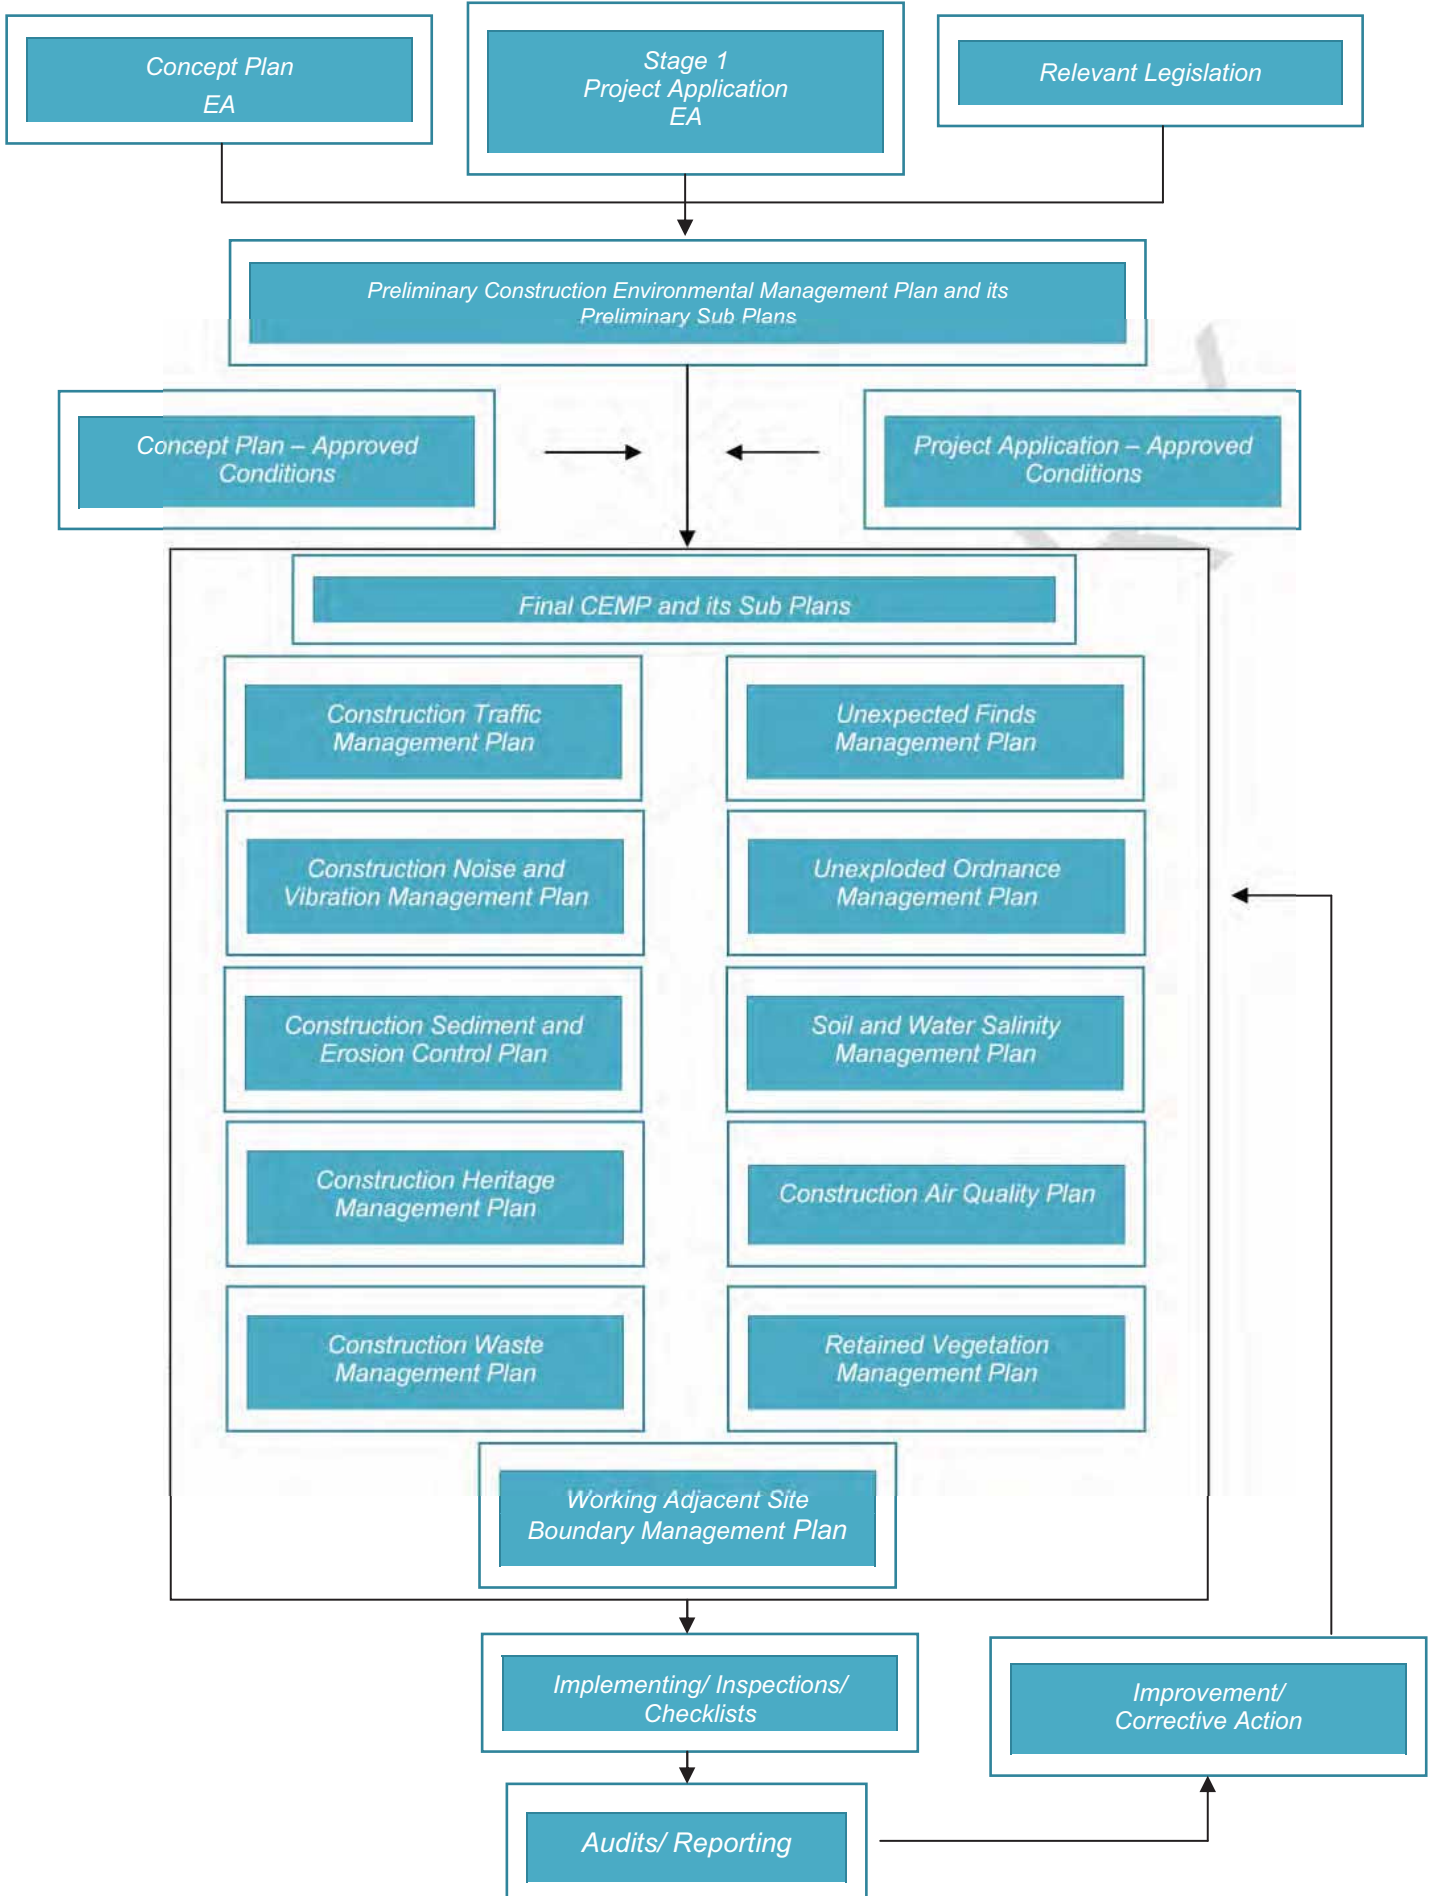 Concept Plan
EA
Stage 1
Project Application
EA
Relevant Legislation
Preliminary Construction Environmental Management Plan and its
Preliminary Sub Plans
Concept Plan – Approved
Conditions
Project Application – Approved
Conditions
Final CEMP and its Sub Plans
Construction Traffic
Management Plan
Unexpected Finds
Management Plan
Construction Noise and
Vibration Management Plan
Unexploded Ordnance
Management Plan
Construction Sediment and
Erosion Control Plan
Soil and Water Salinity
Management Plan
Construction Heritage
Management Plan
Construction Air Quality Plan
Construction Waste
Management Plan
Retained Vegetation
Management Plan
Working Adjacent Site
Boundary Management Plan
Implementing/ Inspections/
Checklists
Improvement/
Corrective Action
Audits/ Reporting